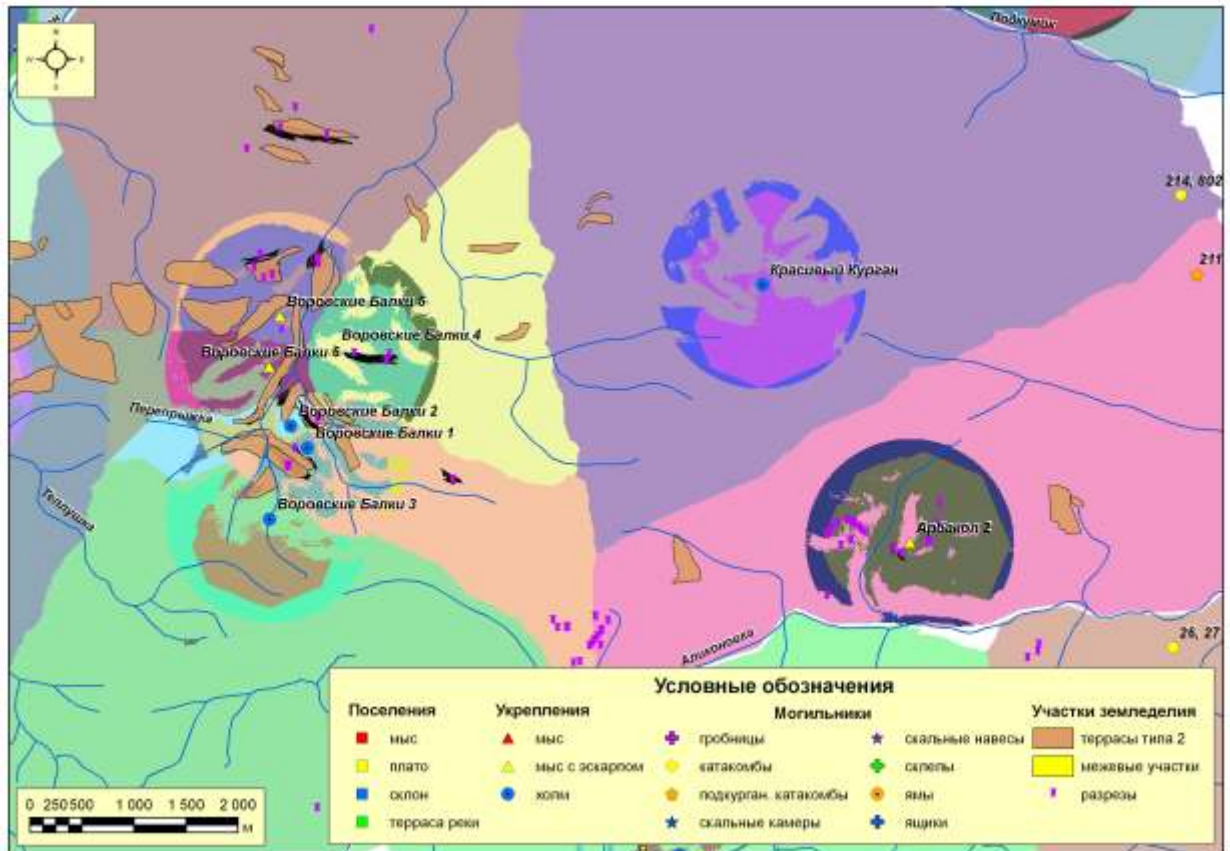 Подкумок
N
W
E
S
214, 802
Красивый Курган
211
Воровские Балки 6
Воровские Балки 4
Воровские Балки 5
Перепрыжка
Воровские Балки 2
Воровские Балки 1
Теплушка
Воровские Балки 3
Арбакол 2
26, 27
Аликоновка
Условные обозначения
Поселения
Укрепления
Могильники
Участки земледелия
мыс
мыс
гробницы
скальные навесы
террасы типа 2
плато
мыс с эскарпом
катакомбы
склепы
межевые участки
склон
холм
подкурган. катакомбы
ямы
разрезы
терраса реки
скальные камеры
ящики
0 250 500 1 000 1 500 2 000
м